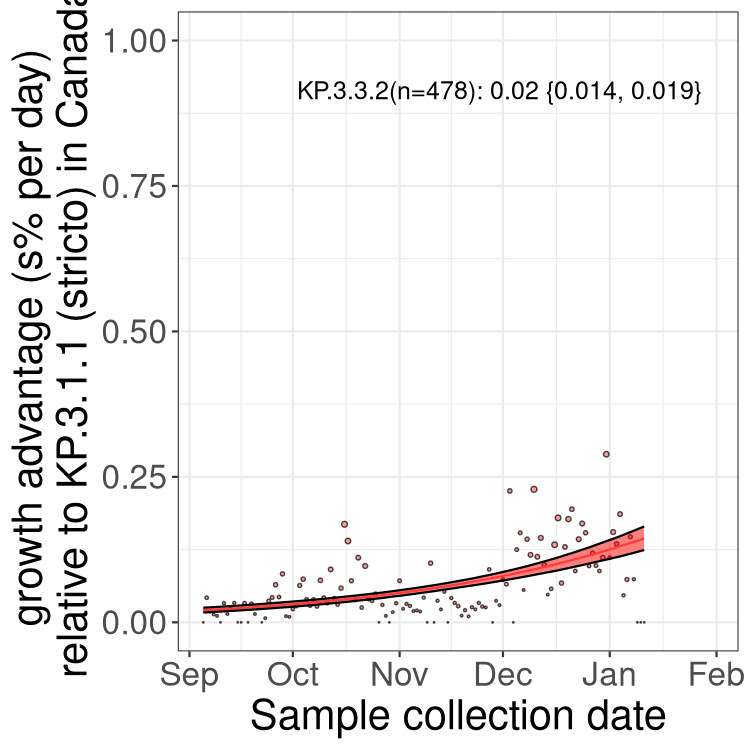 growth advantage (s% per day)
relative to KP.3.1.1 (stricto) in Canada
1.00
0.75
0.50
0.25
0.00
KP.3.3.2(n=478): 0.02 {0.014, 0.019}
Sep Oct Nov Dec Jan Feb
Sample collection date